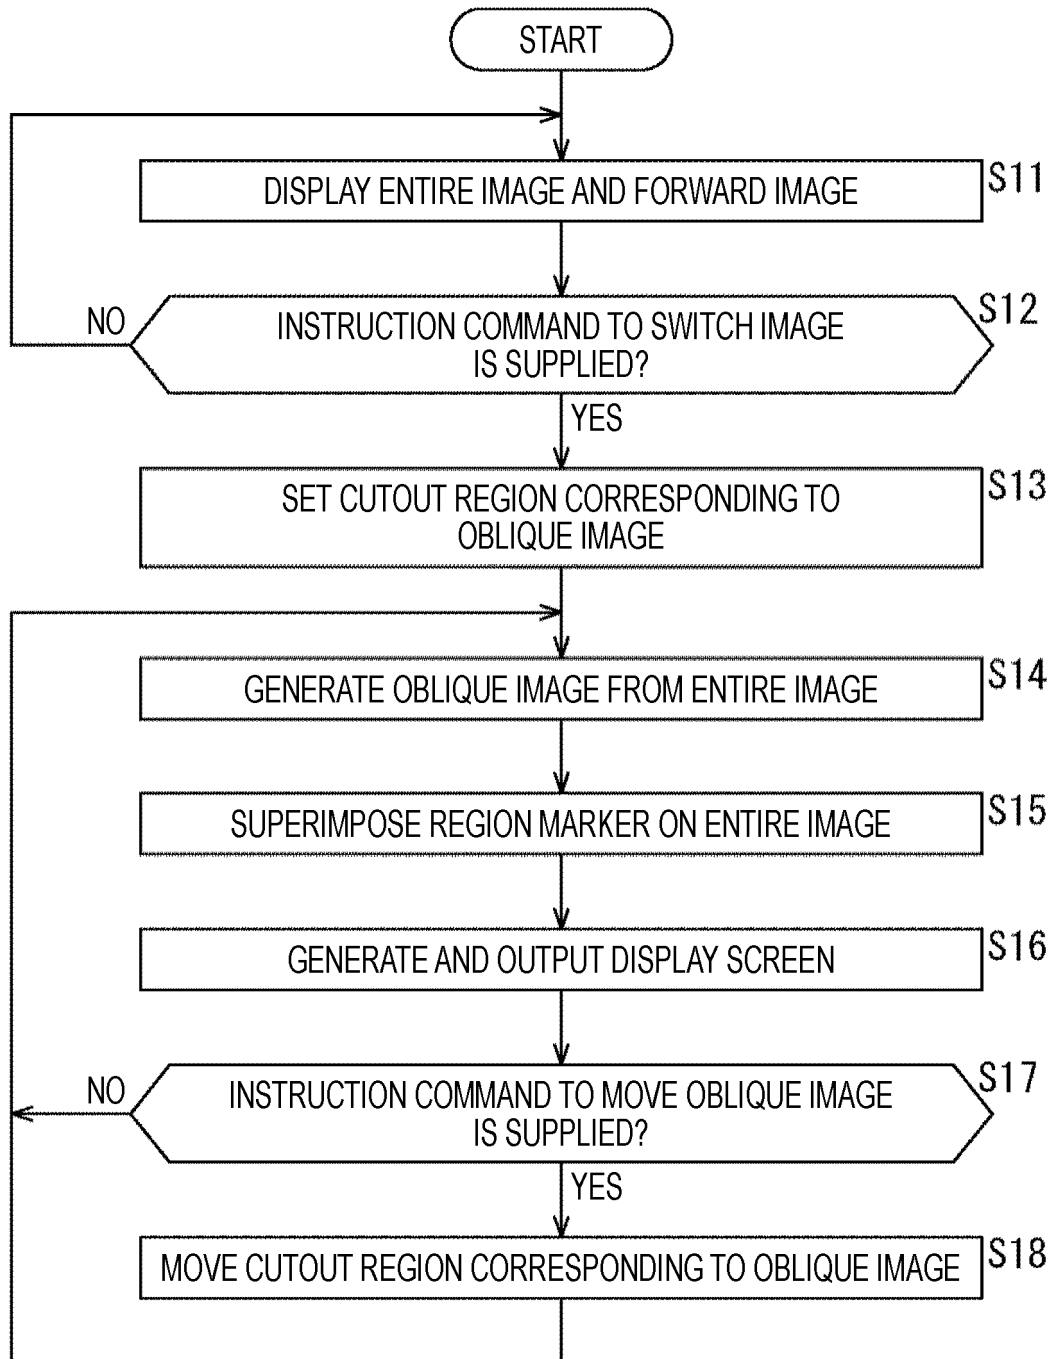 START
DISPLAY ENTIRE IMAGE AND FORWARD IMAGE
S11
INSTRUCTION COMMAND TO SWITCH IMAGE
IS SUPPLIED?
S12
NO
YES
SET CUTOUT REGION CORRESPONDING TO
OBLIQUE IMAGE
S13
GENERATE OBLIQUE IMAGE FROM ENTIRE IMAGE
S14
SUPERIMPOSE REGION MARKER ON ENTIRE IMAGE
S15
GENERATE AND OUTPUT DISPLAY SCREEN
S16
INSTRUCTION COMMAND TO MOVE OBLIQUE IMAGE
IS SUPPLIED?
S17
NO
YES
MOVE CUTOUT REGION CORRESPONDING TO OBLIQUE IMAGE
S18